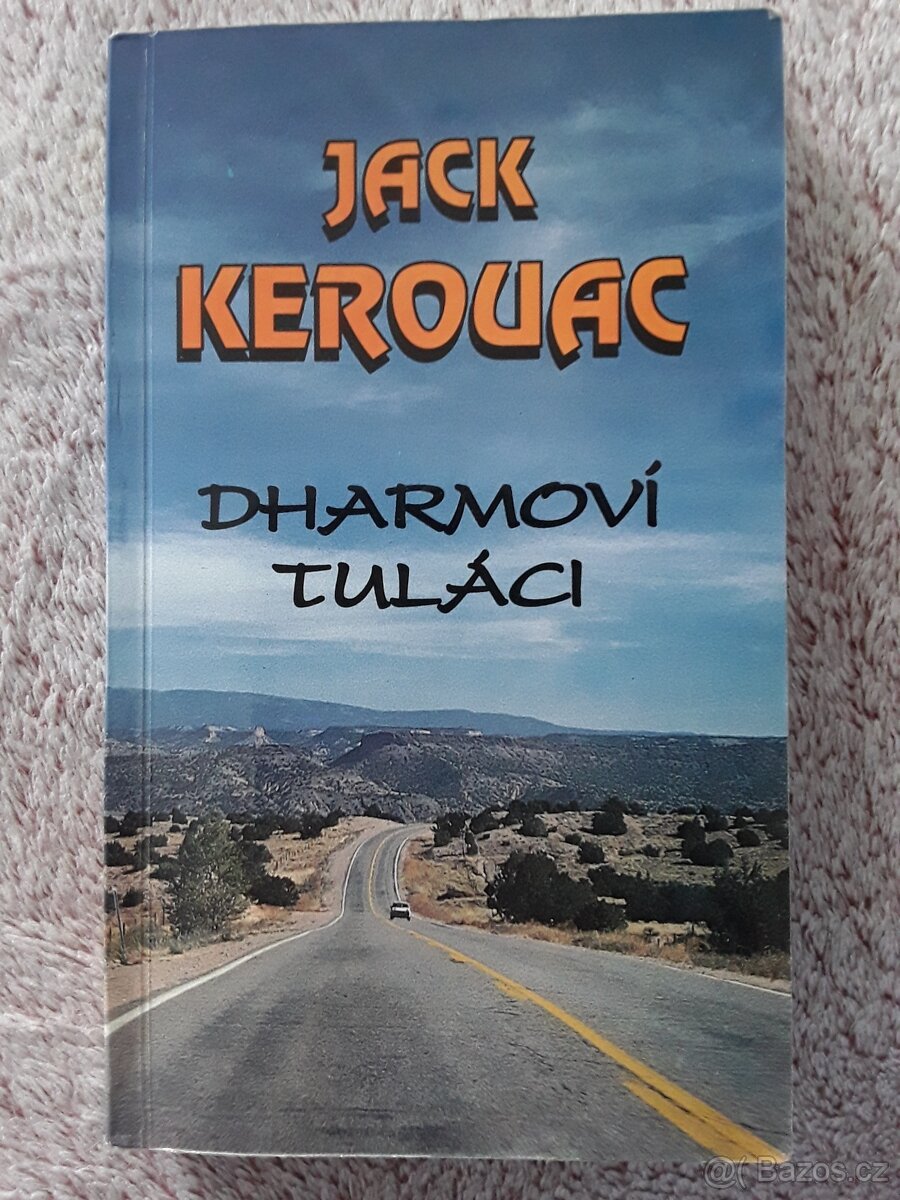 JACK
KEROUAC
DHARMOVÍ
TULÁCI
@( Bazos.cz